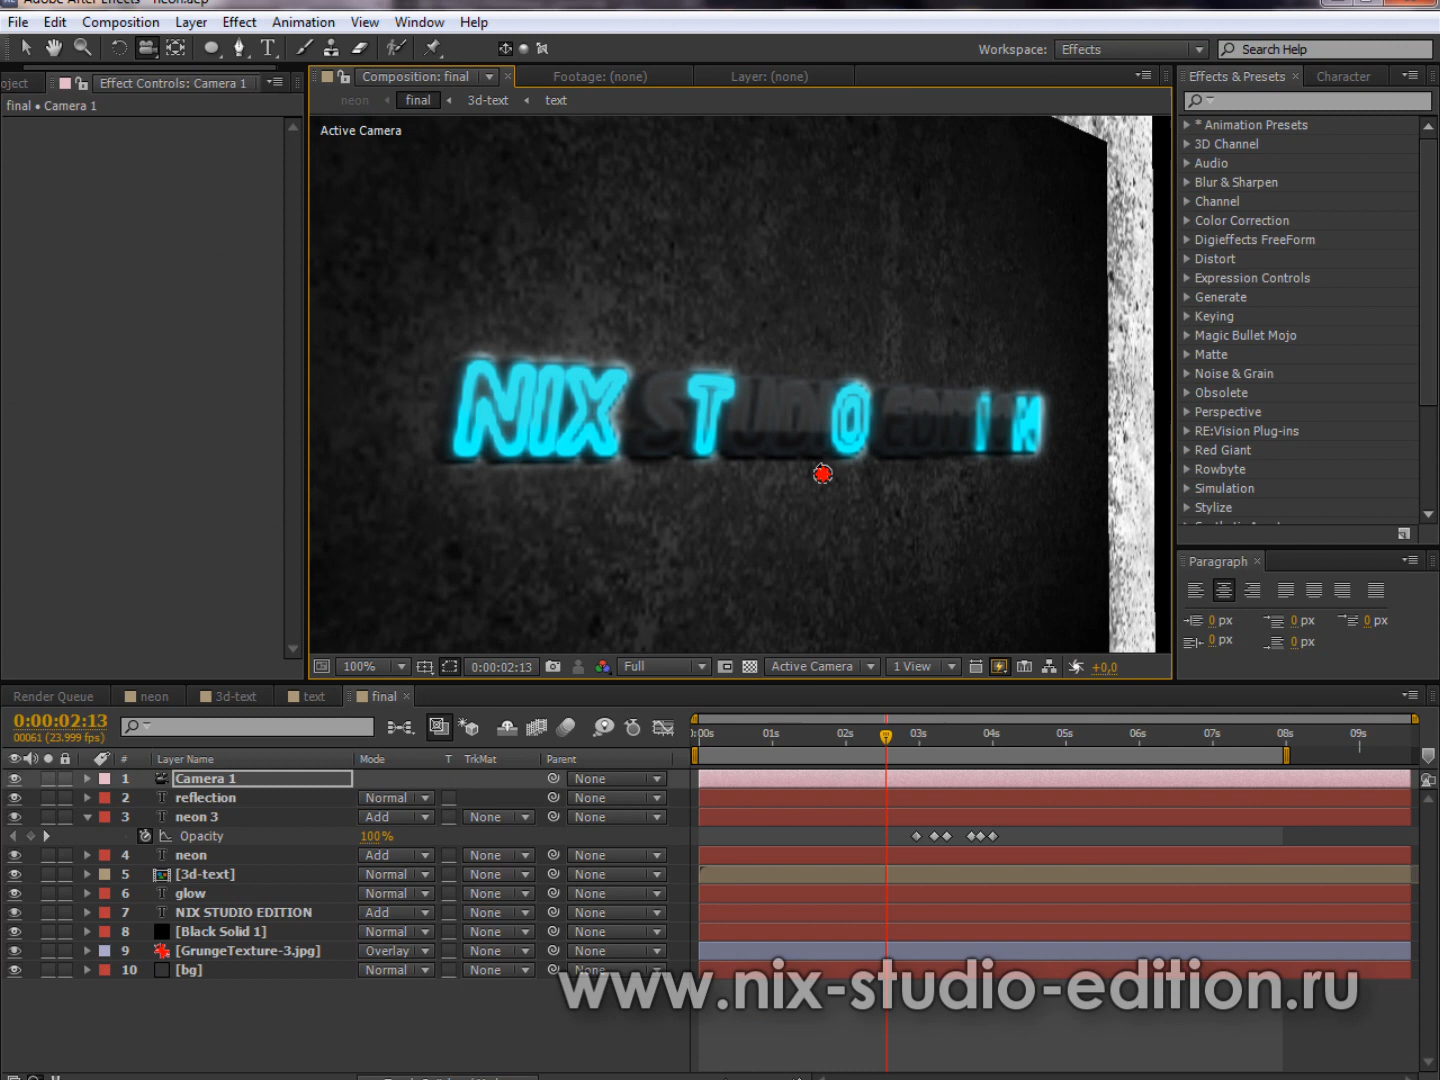 Adobe After Effects - neon.aep
File Edit Composition Layer Effect Animation View Window Help
Workspace: Effects Search Help
oject Effect Controls: Camera 1 Composition: final Footage: (none) Layer: (none) Effects & Presets Character
final • Camera 1
neon final 3d-text text
Active Camera
* Animation Presets
3D Channel
Audio
Blur & Sharpen
Channel
Color Correction
Digieffects FreeForm
Distort
Expression Controls
Generate
Keying
Magic Bullet Mojo
Matte
Noise & Grain
Obsolete
Perspective
RE:Vision Plug-ins
Red Giant
Rowbyte
Simulation
Stylize
NIX STUDIO EDITION
Paragraph
0 px 0 px 0 px
0 px 0 px
100% 0:00:02:13 Full Active Camera 1 View +0,0
Render Queue neon 3d-text text final
0:00:02:13
00061 (23.999 fps)
):00s 01s 02s 03s 04s 05s 06s 07s 08s 09s
# Layer Name Mode T TrkMat Parent
1 Camera 1 None
2 reflection Normal None
3 neon 3 Add None None
Opacity 100%
4 neon Add None None
5 [3d-text] Normal None None
6 glow Normal None None
7 NIX STUDIO EDITION Add None None
8 [Black Solid 1] Normal None None
9 [GrungeTexture-3.jpg] Overlay None None
10 [bg] Normal None None
www.nix-studio-edition.ru